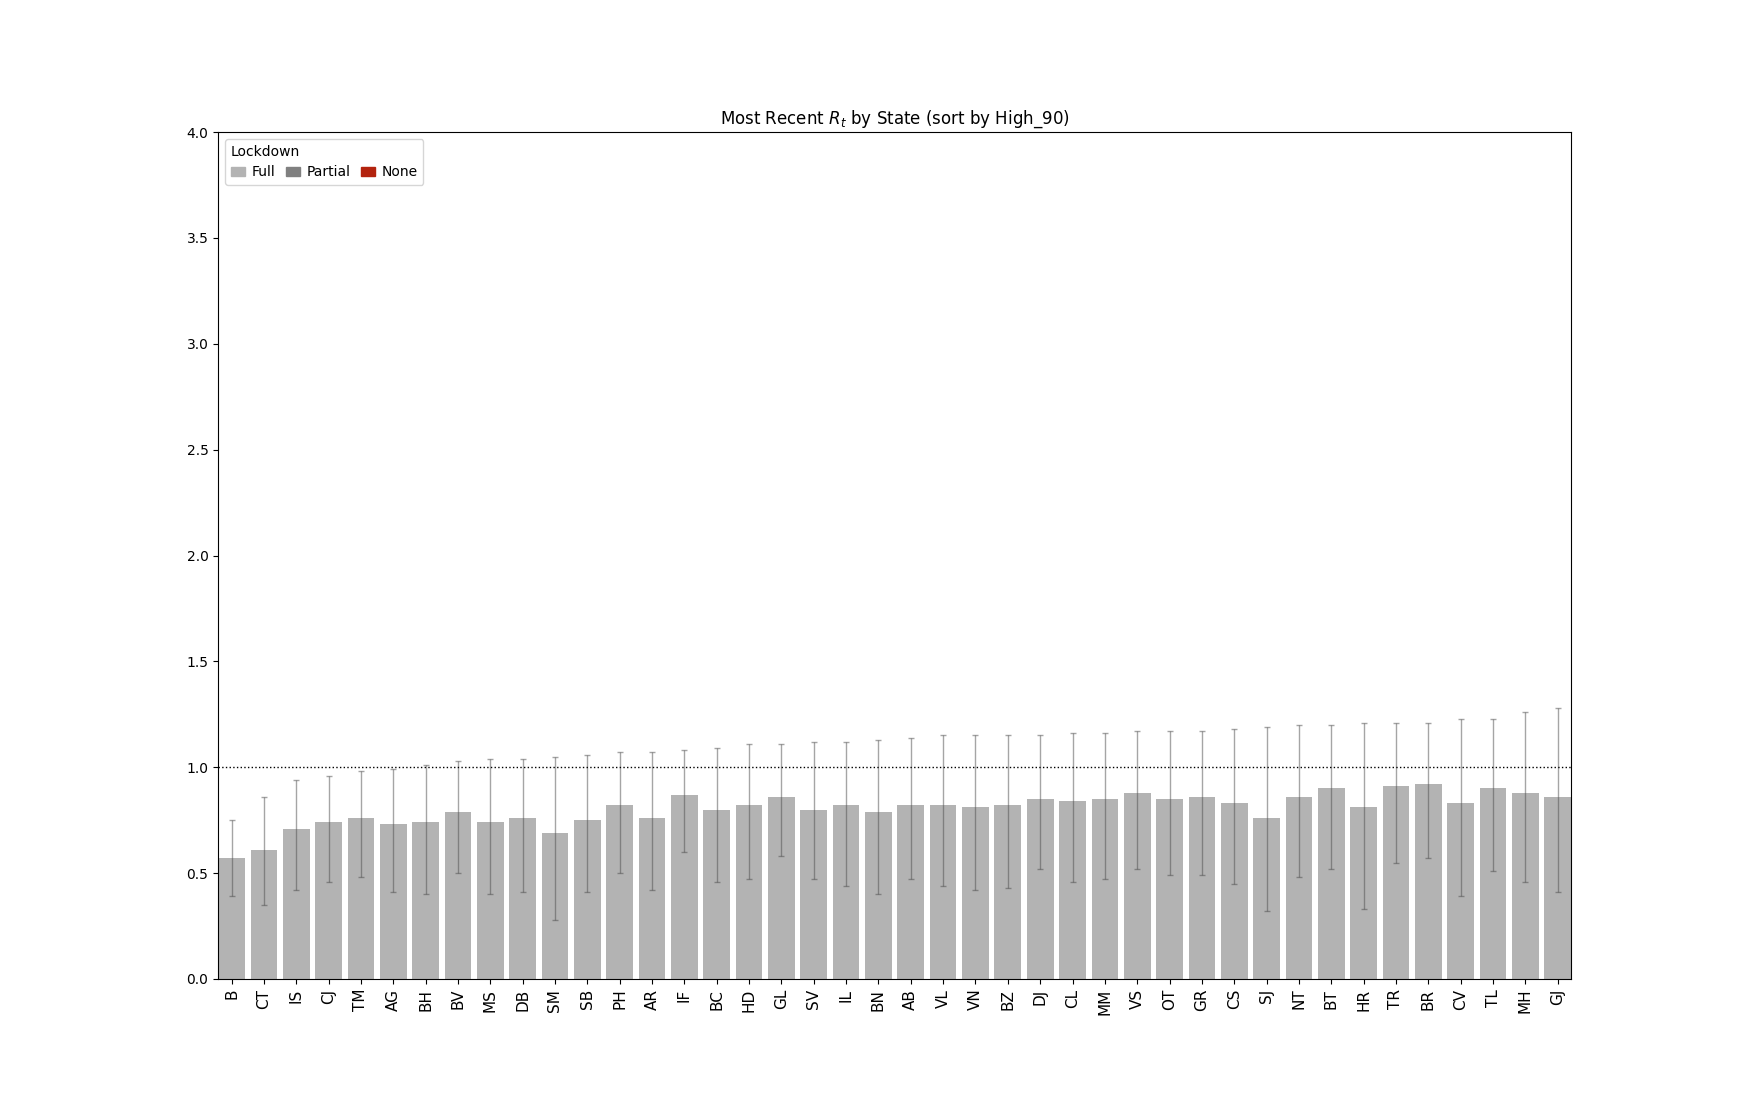 Most Recent Rt by State (sort by High_90)
Lockdown
Full Partial None
4.0
3.5
3.0
2.5
2.0
1.5
1.0
0.5
0.0
B CT IS CJ TM AG BH BV MS DB SM SB PH AR IF BC HD GL SV IL BN AB VL VN BZ DJ CL MM VS OT GR CS SJ NT BT HR TR BR CV TL MH GJ